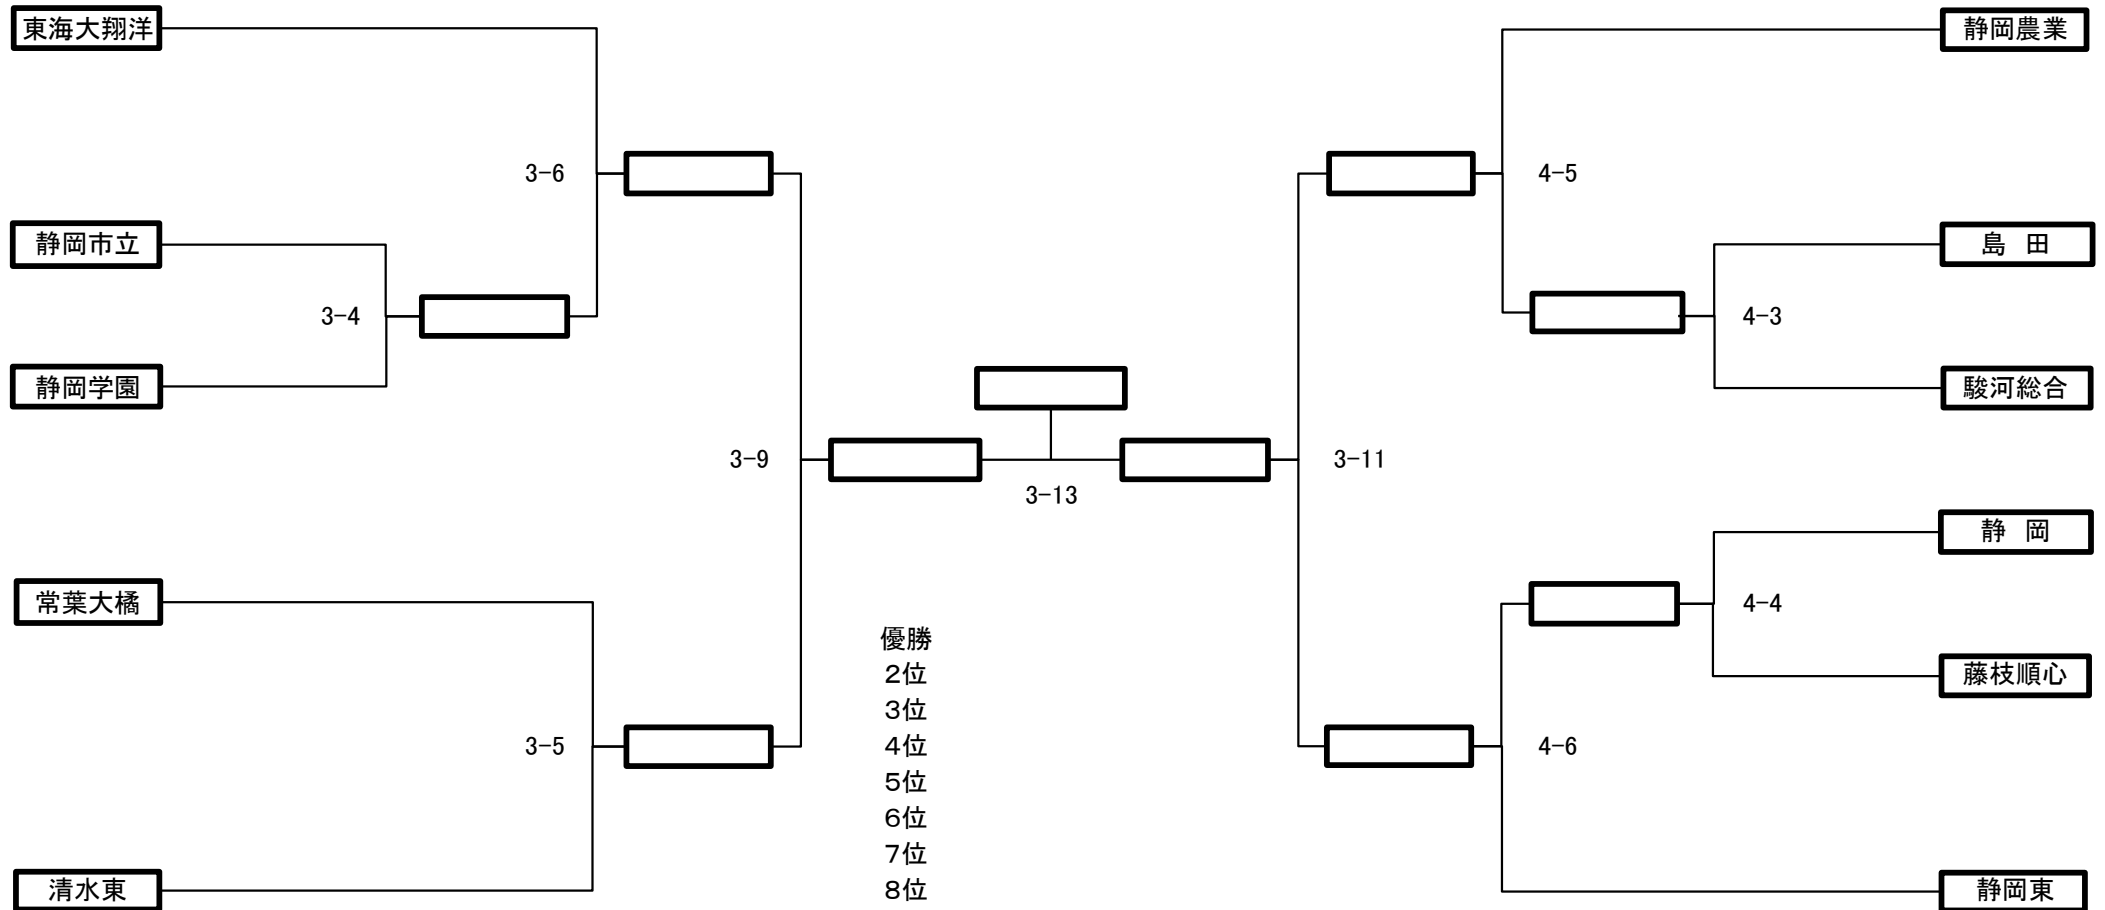 東海大翔洋
静岡農業
3-6
4-5
静岡市立
島 田
3-4
4-3
静岡学園
駿河総合
3-9
3-11
3-13
静 岡
常葉大橘
4-4
優勝
2位
藤枝順心
3位
3-5
4位
4-6
5位
6位
7位
清水東
8位
静岡東